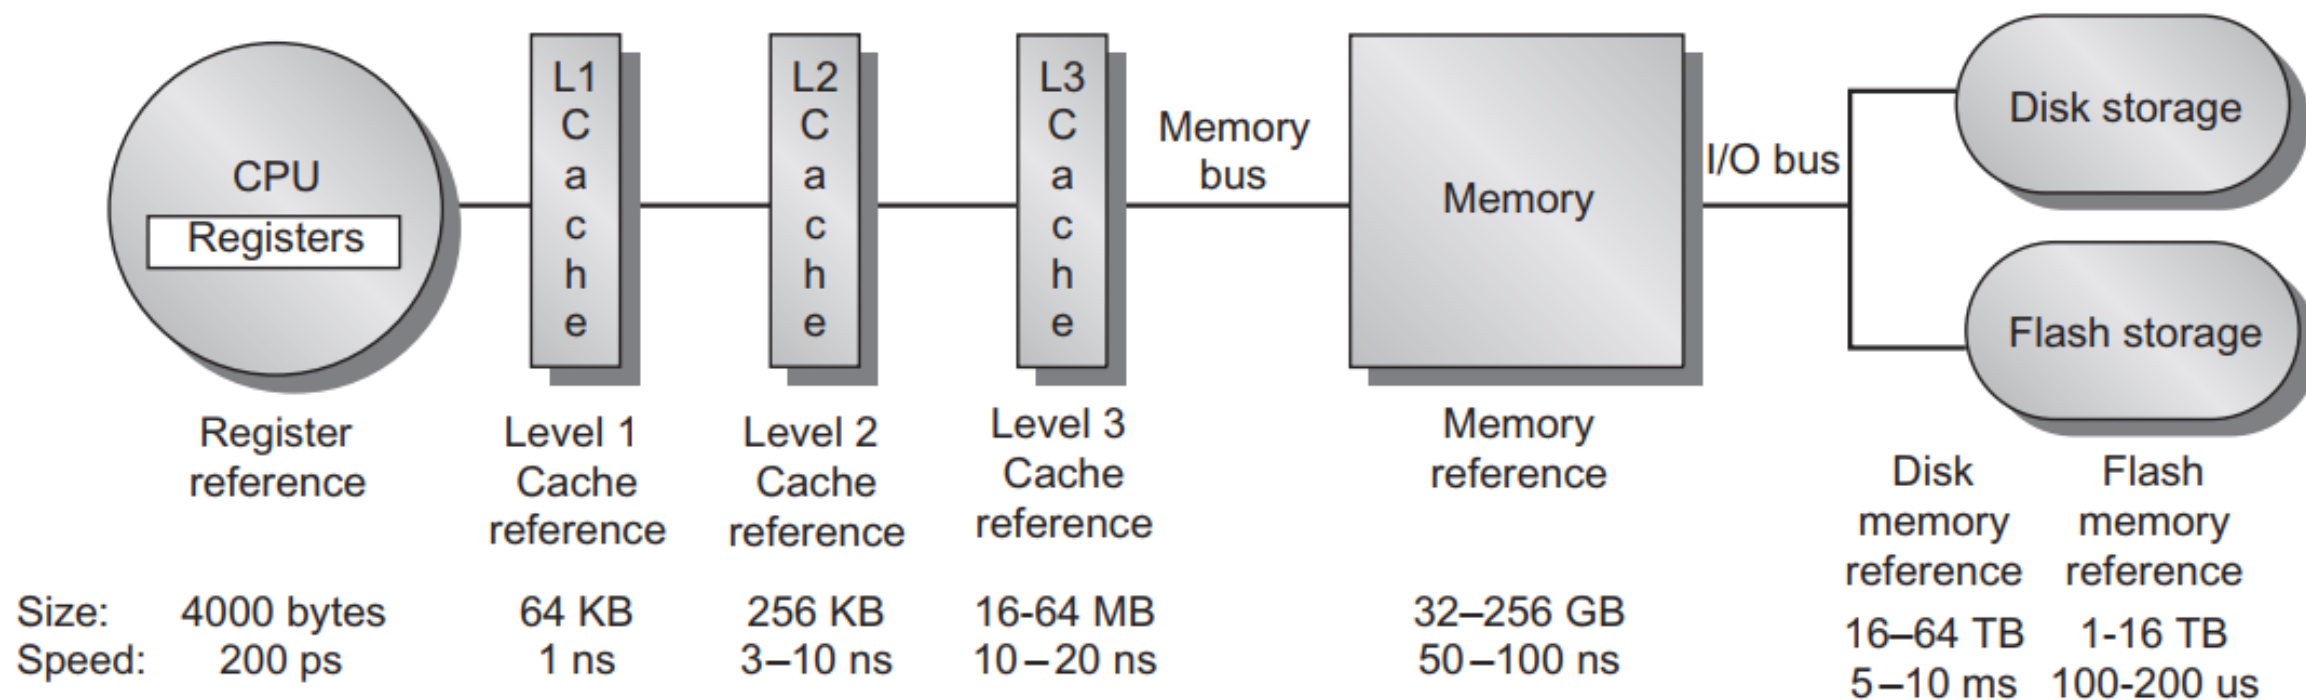 CPU
Registers
L1
C
a
c
h
e
L2
C
a
c
h
e
L3
C
a
c
h
e
Memory
bus
Memory
I/O bus
Disk storage
Flash storage
Register
reference
Level 1
Cache
reference
Level 2
Cache
reference
Level 3
Cache
reference
Memory
reference
Disk
memory
reference
Flash
memory
reference
Size: 4000 bytes 64 KB 256 KB 16-64 MB 32–256 GB 16–64 TB 1-16 TB
Speed: 200 ps 1 ns 3–10 ns 10–20 ns 50–100 ns 5–10 ms 100-200 us